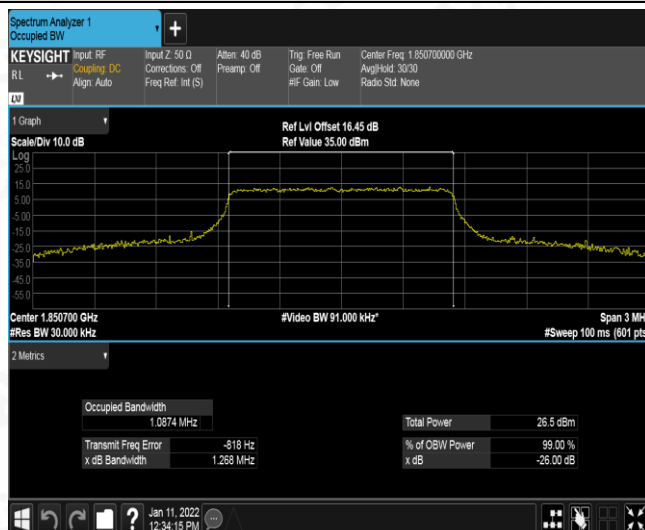 Spectrum Analyzer 1
Occupied BW
KEYSIGHT
RL
LXI
Input: RF
Coupling: DC
Align: Auto
Input Z: 50 Ω
Corrections: Off
Freq Ref: Int (S)
Atten: 40 dB
Preamp: Off
Trig: Free Run
Gate: Off
#IF Gain: Low
Center Freq: 1.850700000 GHz
Avg|Hold: 30/30
Radio Std: None
1 Graph
Scale/Div 10.0 dB
Ref Lvl Offset 16.45 dB
Ref Value 35.00 dBm
Log
25.0
15.0
5.00
-5.00
-15.0
-25.0
-35.0
-45.0
-55.0
Center 1.850700 GHz
#Res BW 30.000 kHz
#Video BW 91.000 kHz*
Span 3 MH
#Sweep 100 ms (601 pts
2 Metrics
Occupied Bandwidth
1.0874 MHz
Transmit Freq Error -818 Hz
x dB Bandwidth 1.268 MHz
Total Power 26.5 dBm
% of OBW Power 99.00 %
x dB -26.00 dB
?
Jan 11, 2022
12:34:15 PM